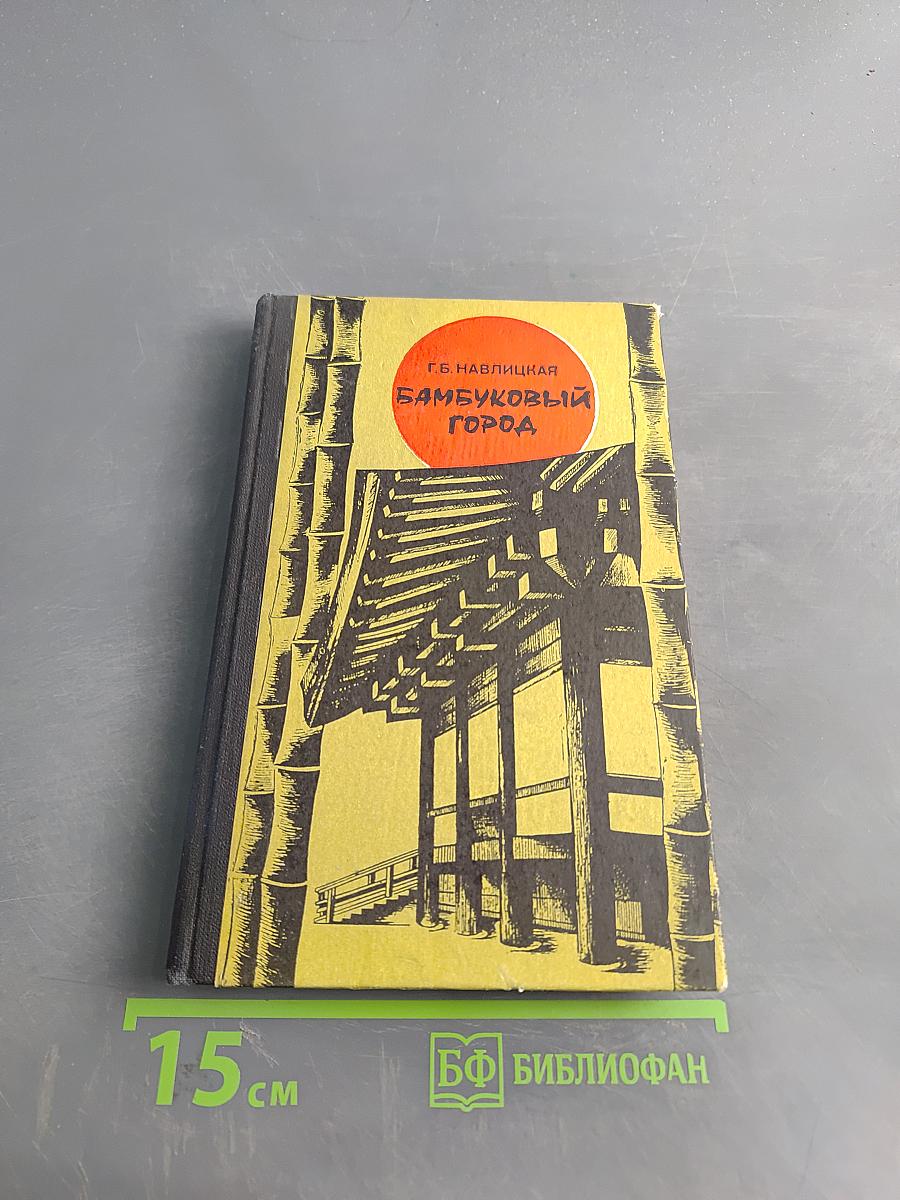 Г. Б. НАВЛИЦКАЯ
БАМБУКОВЫЙ
ГОРОД
15 см
БФ БИБЛИОФАН